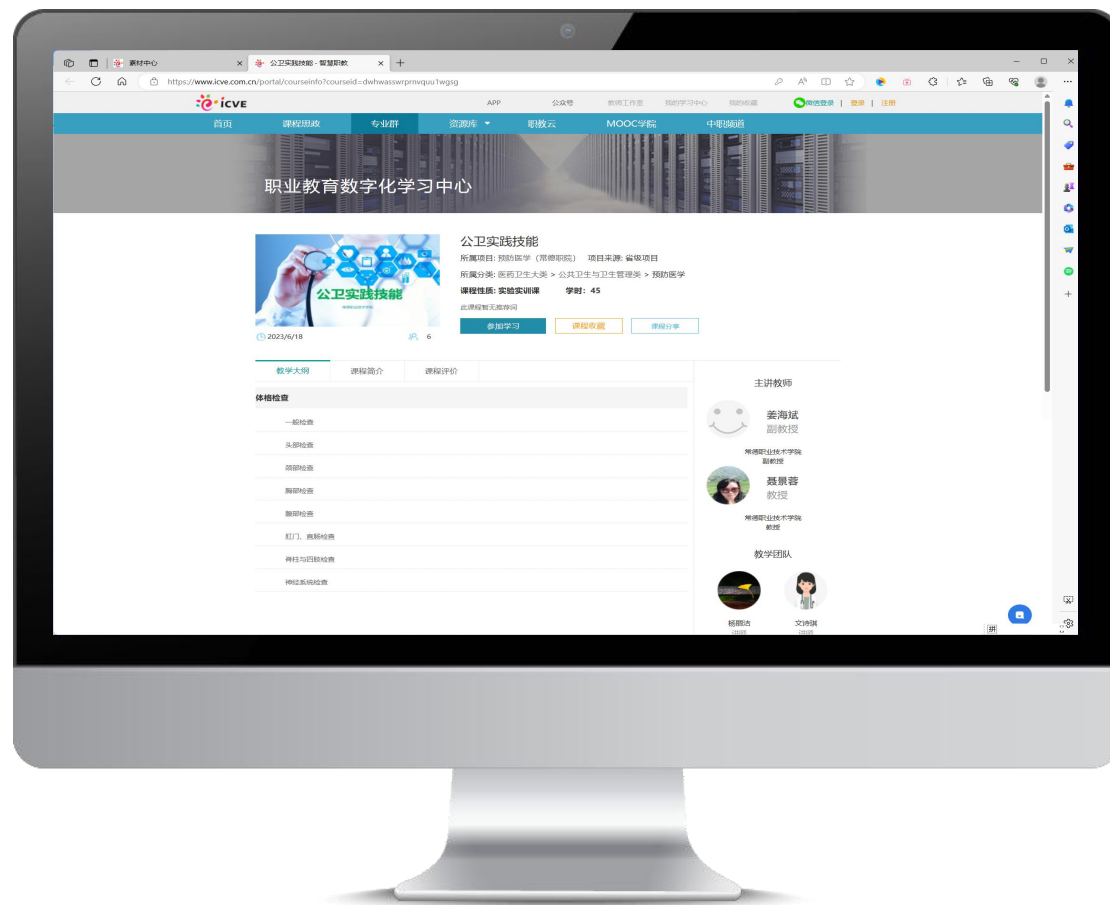 素材中心
公卫实践技能 - 智慧职教
https://www.icve.com.cn/portal/courseinfo?courseid=dwhwasswrprnvquu1wgsg
icve
APP 公众号 教师工作室 我的学习中心 我的收藏 微信登录 | 登录 | 注册
首页 课程思政 专业群 资源库 职教云 MOOC学院 中职频道
职业教育数字化学习中心
公卫实践技能
公卫实践技能
所属项目: 预防医学（常德职院） 项目来源: 省级项目
所属分类: 医药卫生大类 > 公共卫生与卫生管理类 > 预防医学
课程性质: 实验实训课 学时: 45
此课程暂无推荐词
参加学习 课程收藏 课程分享
2023/6/18 6
教学大纲 课程简介 课程评价
体格检查
一般检查
头部检查
颈部检查
胸部检查
腹部检查
肛门、直肠检查
脊柱与四肢检查
神经系统检查
主讲教师
姜海斌
副教授
常德职业技术学院
副教授
聂景蓉
教授
常德职业技术学院
教授
教学团队
杨丽洁 文诗琪
拼